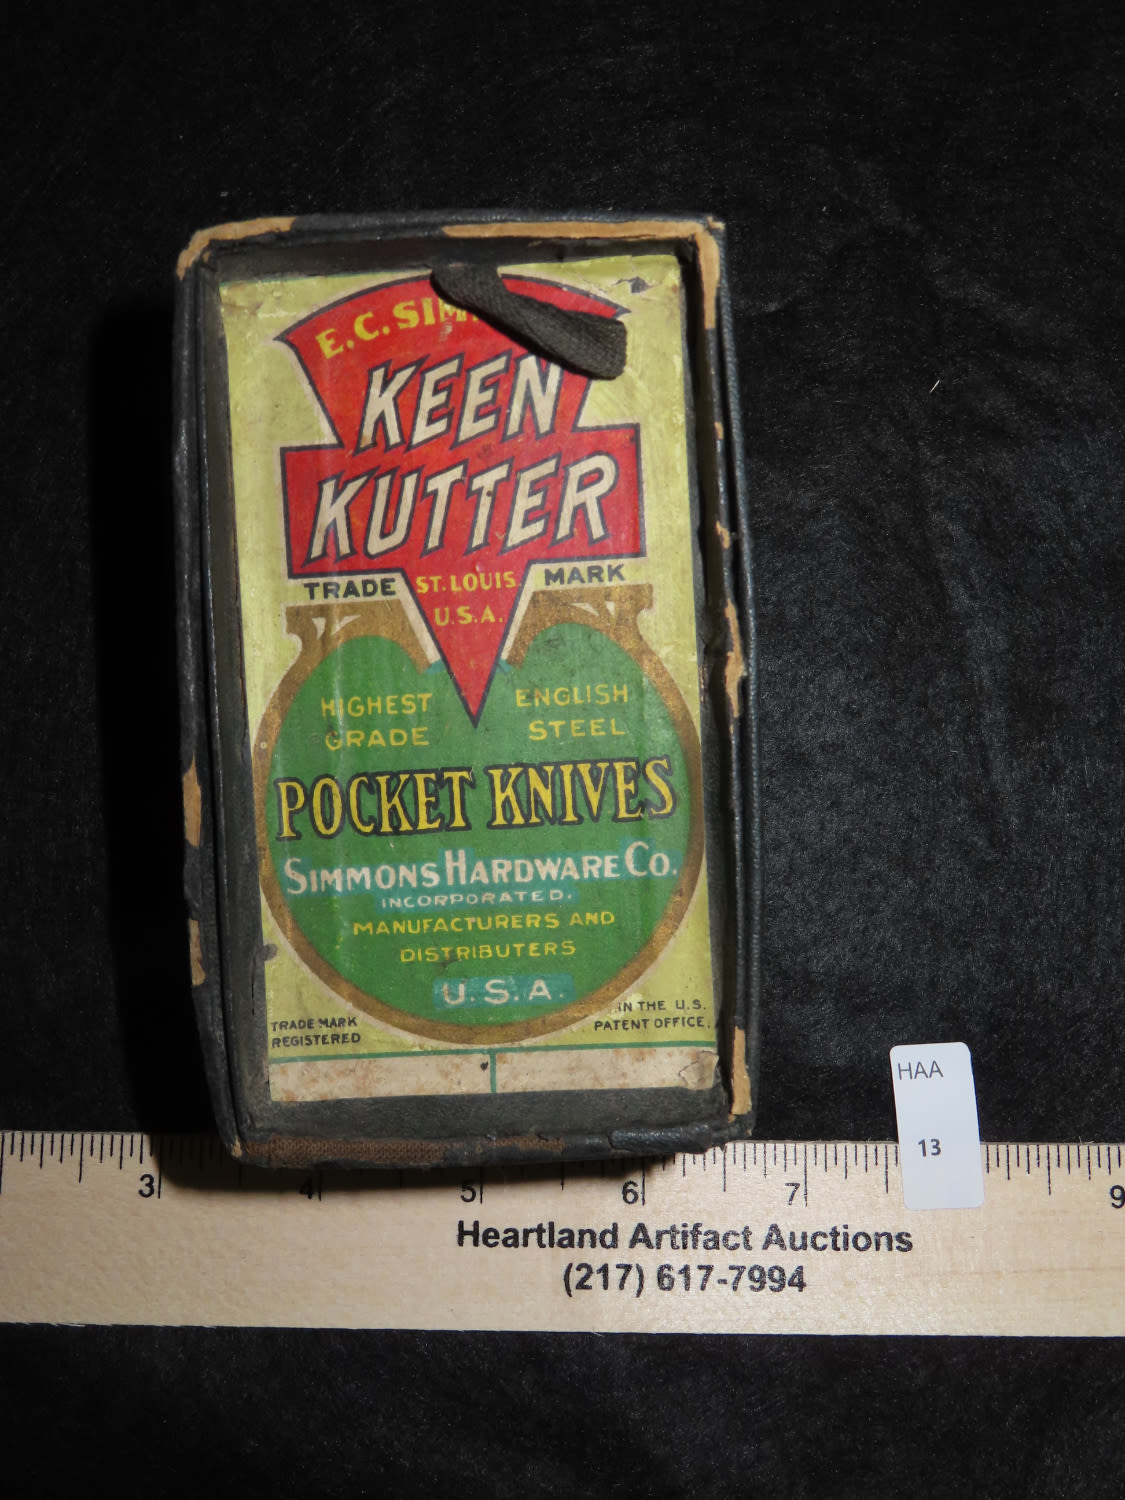 E.C.
KEEN
KUTTER
TRADE ST. LOUIS MARK
U.S.A.
HIGHEST ENGLISH
GRADE STEEL
POCKET KNIVES
SIMMONS HARDWARE CO.
INCORPORATED.
MANUFACTURERS AND
DISTRIBUTERS
U.S.A.
TRADE MARK
REGISTERED
IN THE U.S.
PATENT OFFICE.
HAA
13
3 4 5 6 7 9
Heartland Artifact Auctions
(217) 617-7994